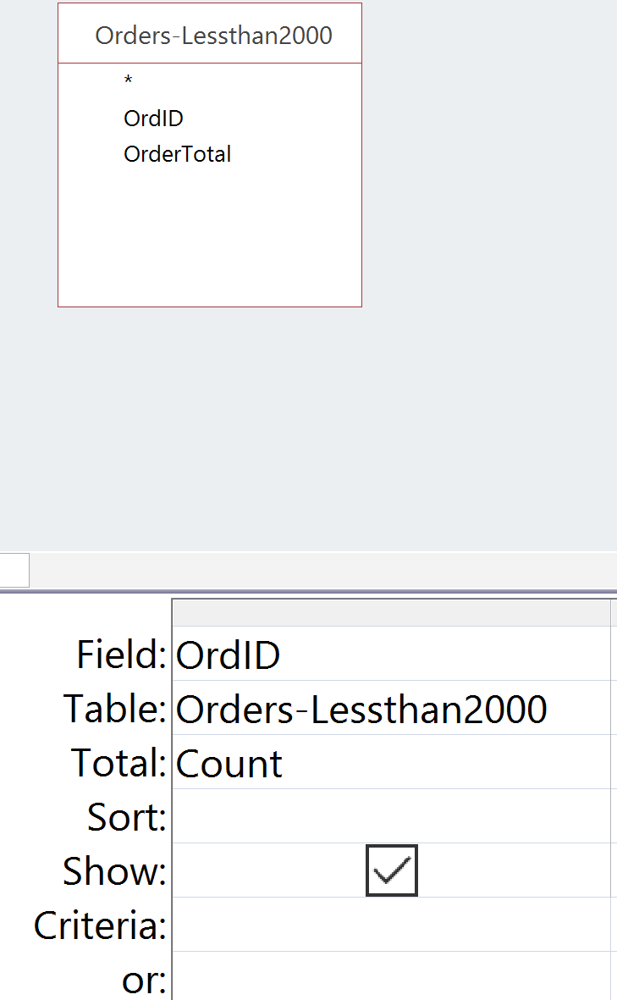 Orders-Lessthan2000
*
OrdID
OrderTotal
Field: OrdID
Table: Orders-Lessthan2000
Total: Count
Sort:
Show:
Criteria:
or: